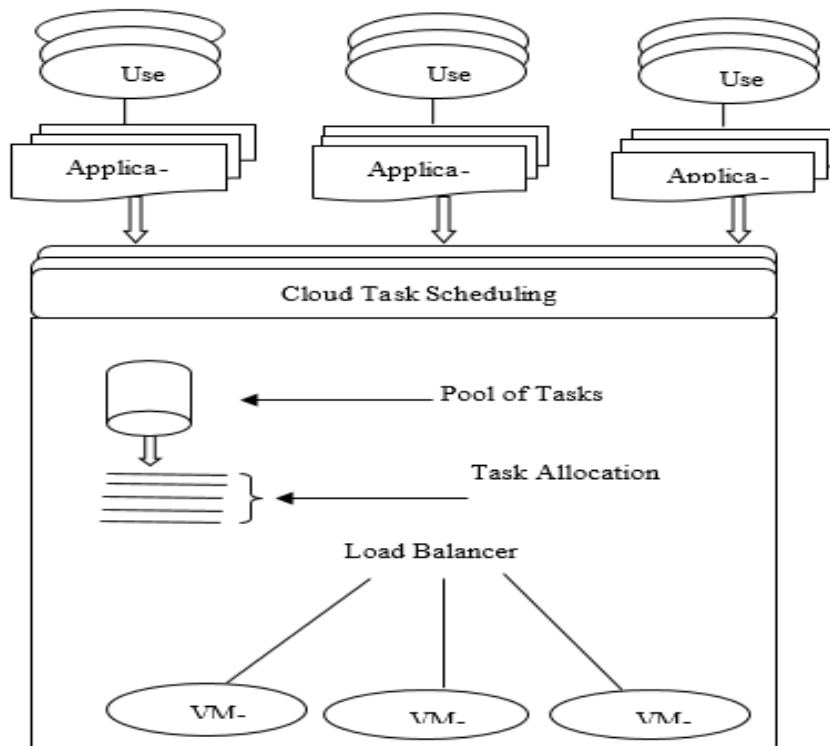 Use
Use
Use
Applica-
Applica-
Applica-
Cloud Task Scheduling
Pool of Tasks
Task Allocation
Load Balancer
VM-
VM-
VM-